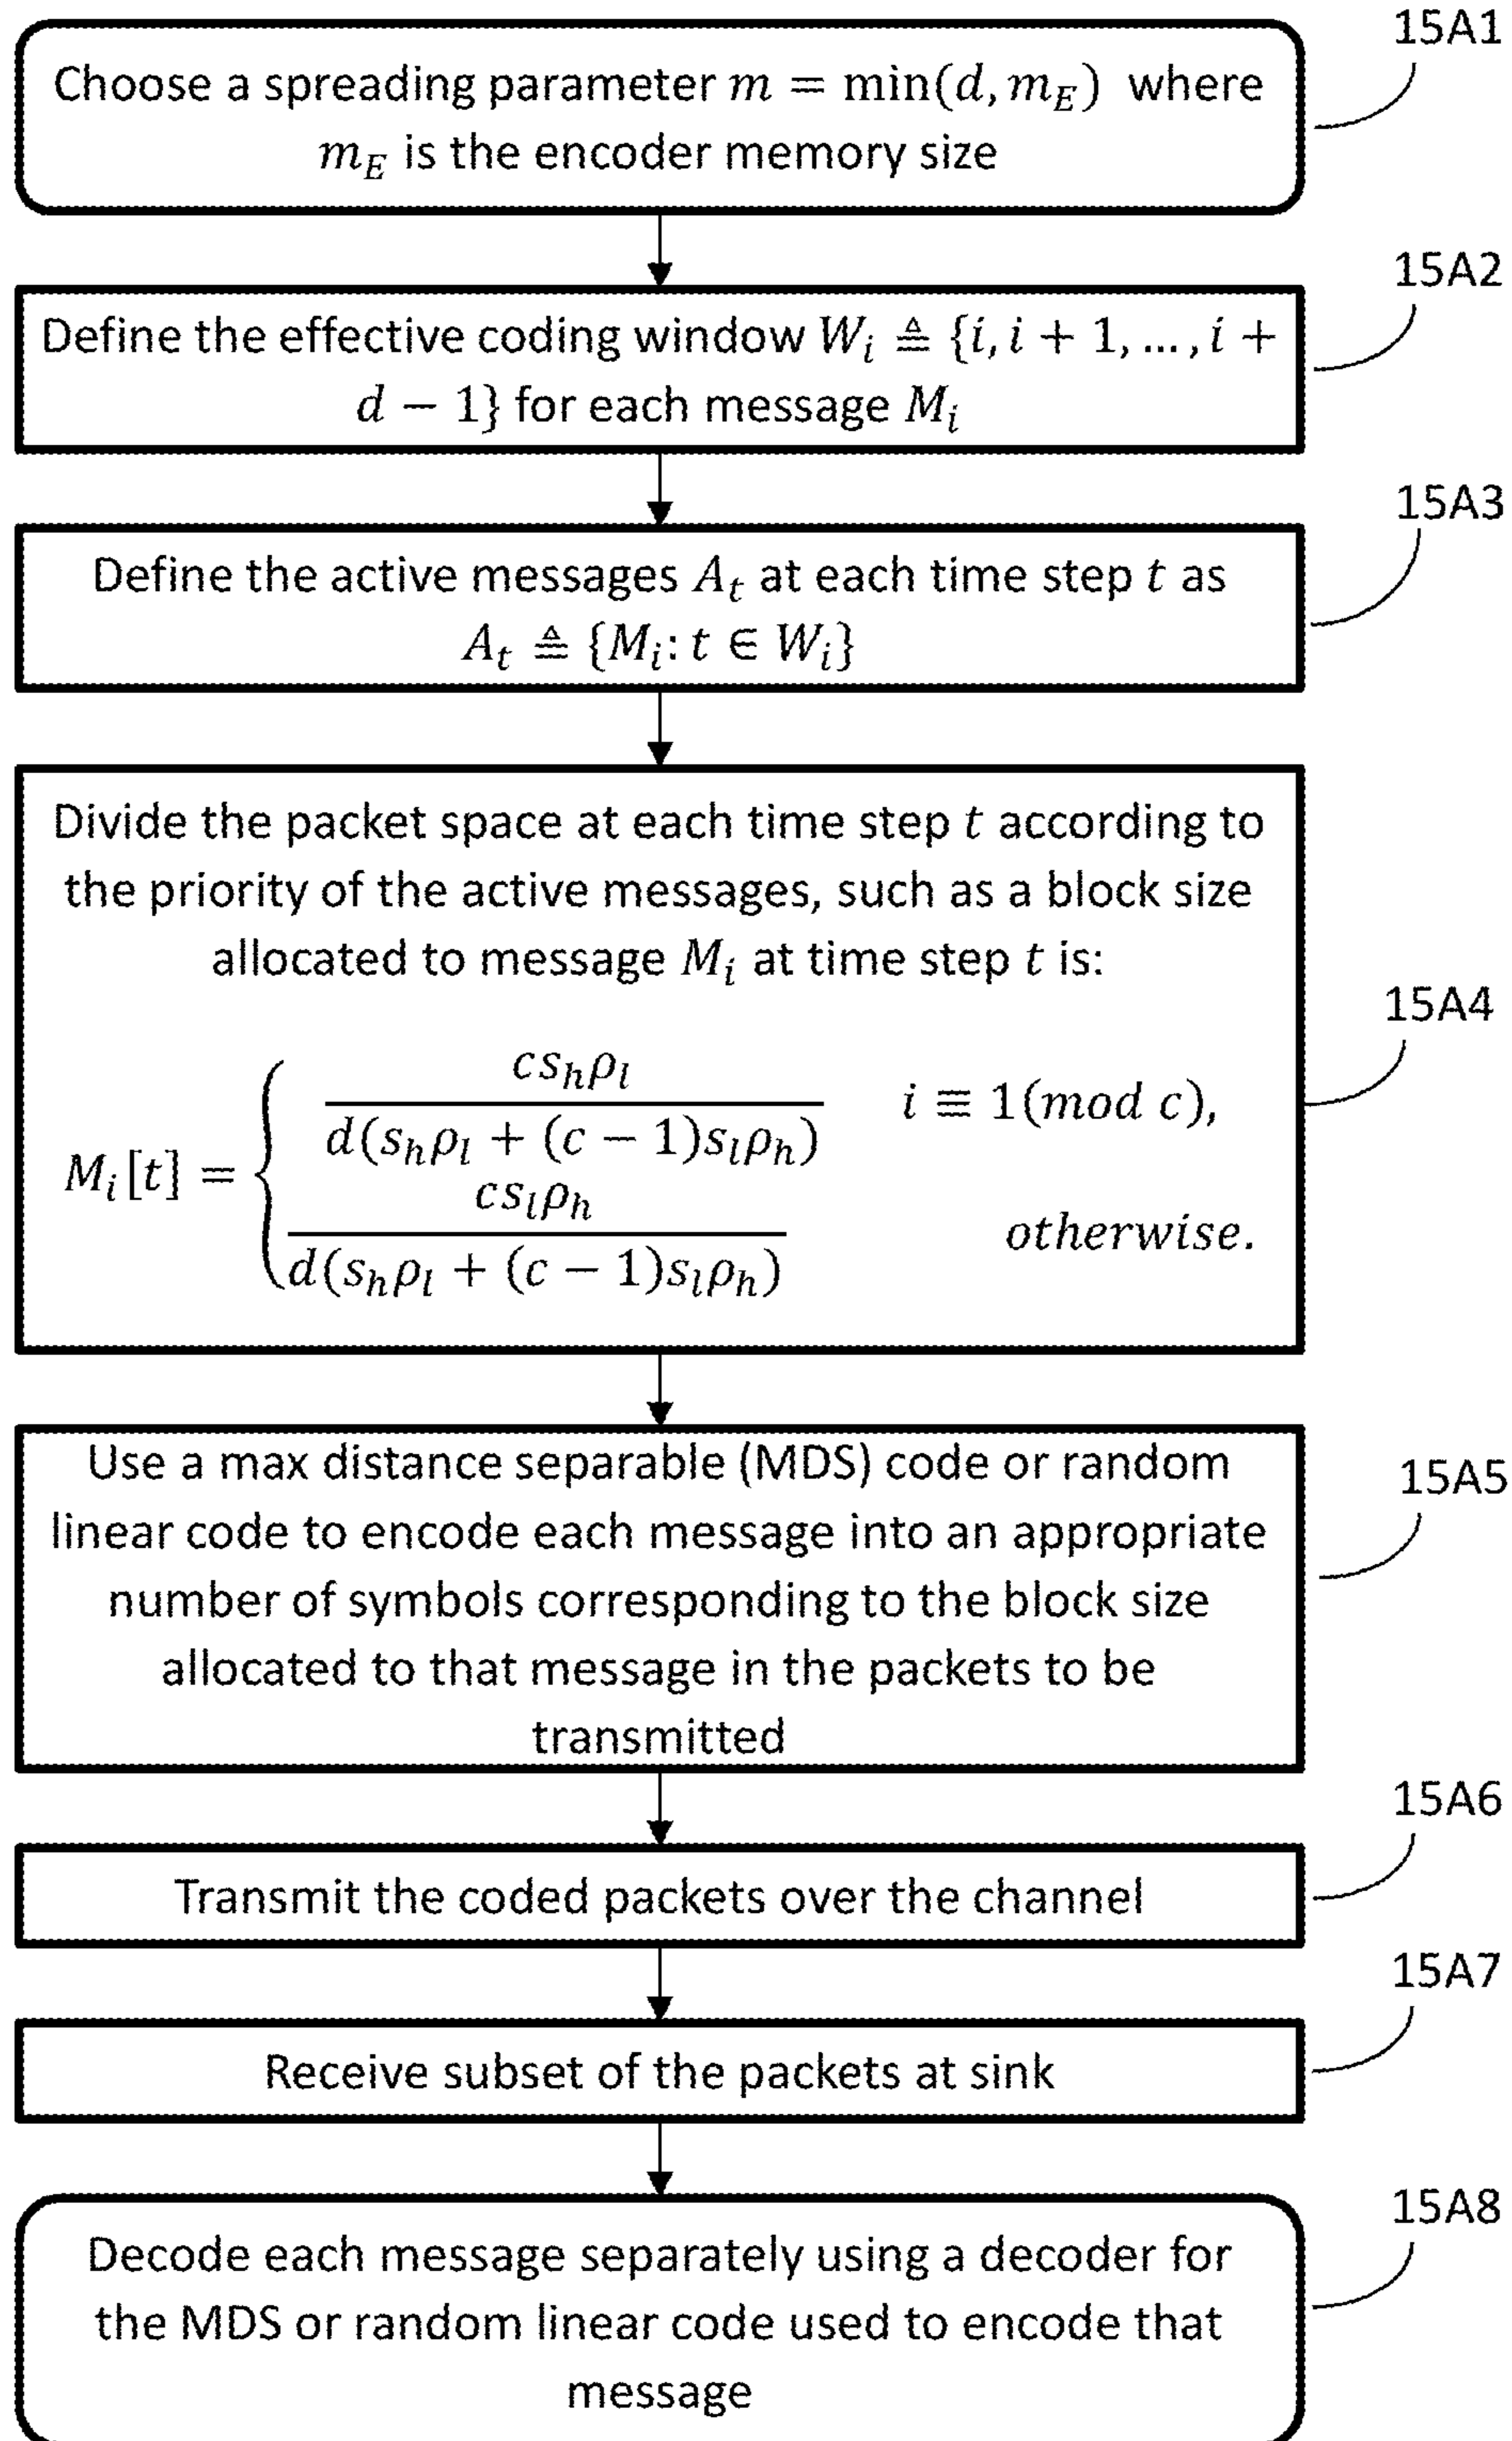 15A1
Choose a spreading parameter m = min(d, m_E) where
m_E is the encoder memory size
15A2
Define the effective coding window W_i ≜ {i, i + 1, … , i +
d − 1} for each message M_i
15A3
Define the active messages A_t at each time step t as
A_t ≜ {M_i: t ∈ W_i}
Divide the packet space at each time step t according to
the priority of the active messages, such as a block size
allocated to message M_i at time step t is:
15A4
M_i[t] = {
cs_hρ_l / d(s_hρ_l + (c − 1)s_lρ_h) i ≡ 1(mod c),
cs_lρ_h / d(s_hρ_l + (c − 1)s_lρ_h) otherwise.
Use a max distance separable (MDS) code or random
15A5
linear code to encode each message into an appropriate
number of symbols corresponding to the block size
allocated to that message in the packets to be
transmitted
15A6
Transmit the coded packets over the channel
15A7
Receive subset of the packets at sink
15A8
Decode each message separately using a decoder for
the MDS or random linear code used to encode that
message